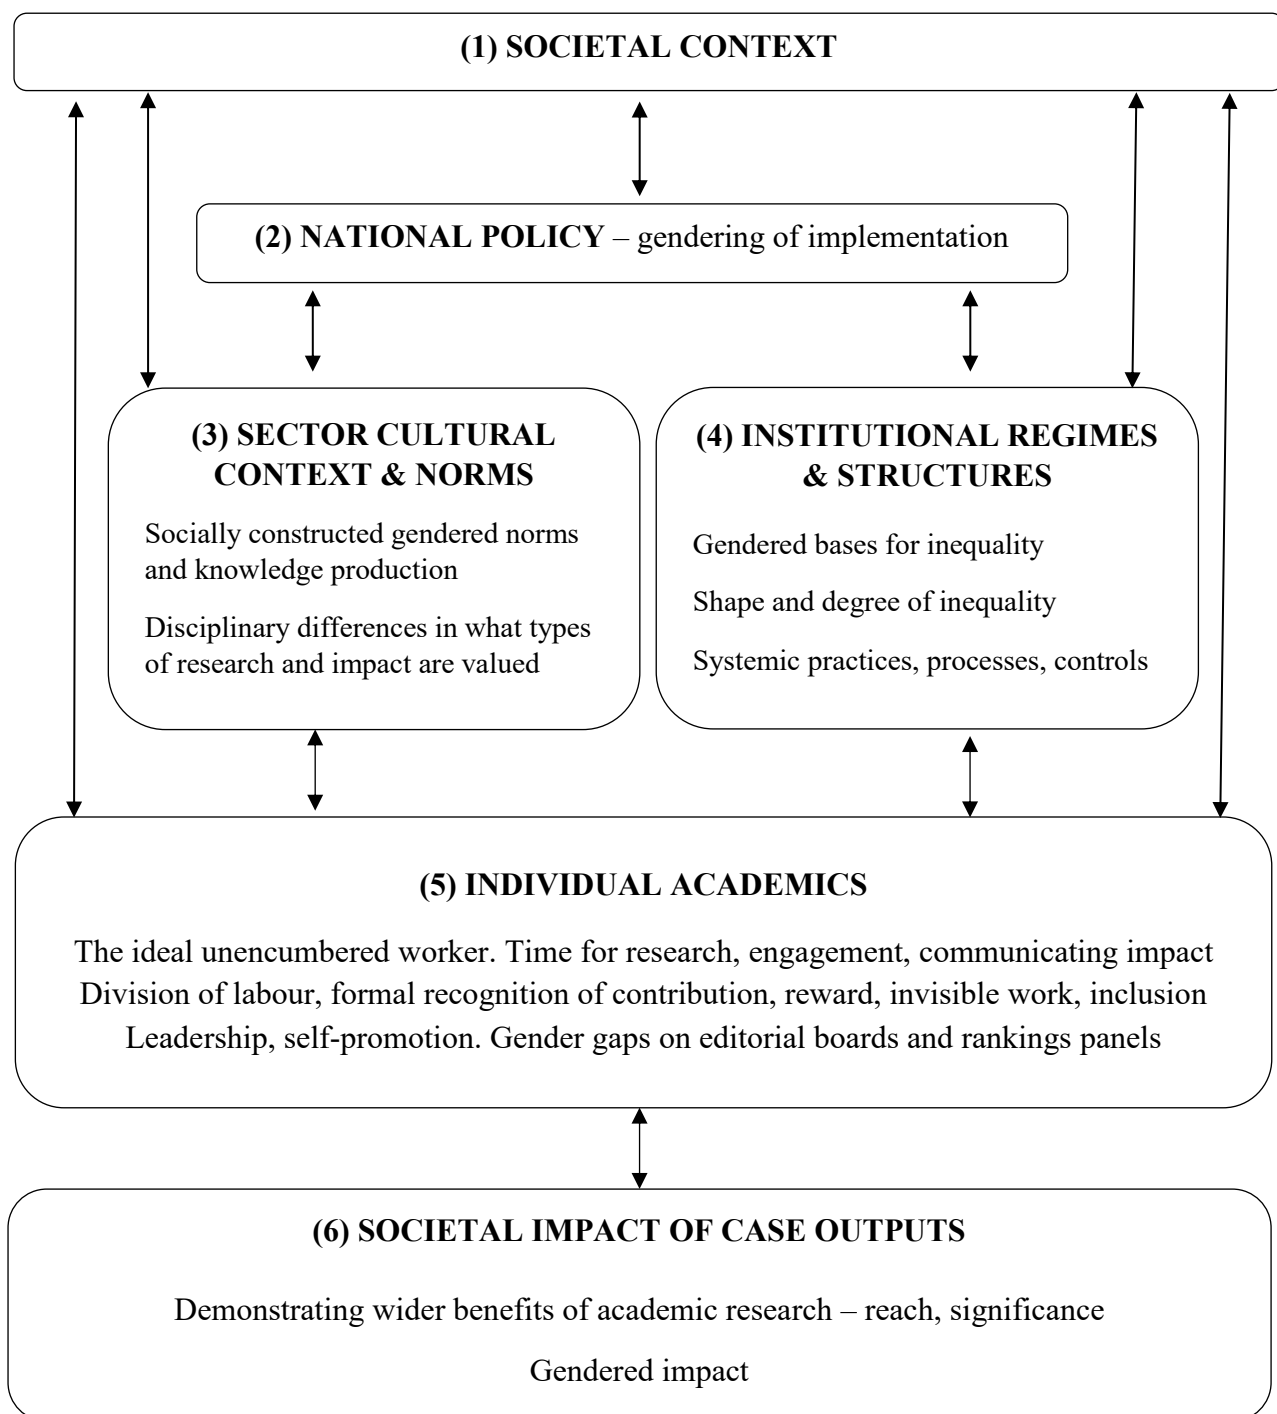 (1) SOCIETAL CONTEXT
(2) NATIONAL POLICY – gendering of implementation
(3) SECTOR CULTURAL
CONTEXT & NORMS
Socially constructed gendered norms
and knowledge production
Disciplinary differences in what types
of research and impact are valued
(4) INSTITUTIONAL REGIMES
& STRUCTURES
Gendered bases for inequality
Shape and degree of inequality
Systemic practices, processes, controls
(5) INDIVIDUAL ACADEMICS
The ideal unencumbered worker. Time for research, engagement, communicating impact
Division of labour, formal recognition of contribution, reward, invisible work, inclusion
Leadership, self-promotion. Gender gaps on editorial boards and rankings panels
(6) SOCIETAL IMPACT OF CASE OUTPUTS
Demonstrating wider benefits of academic research – reach, significance
Gendered impact